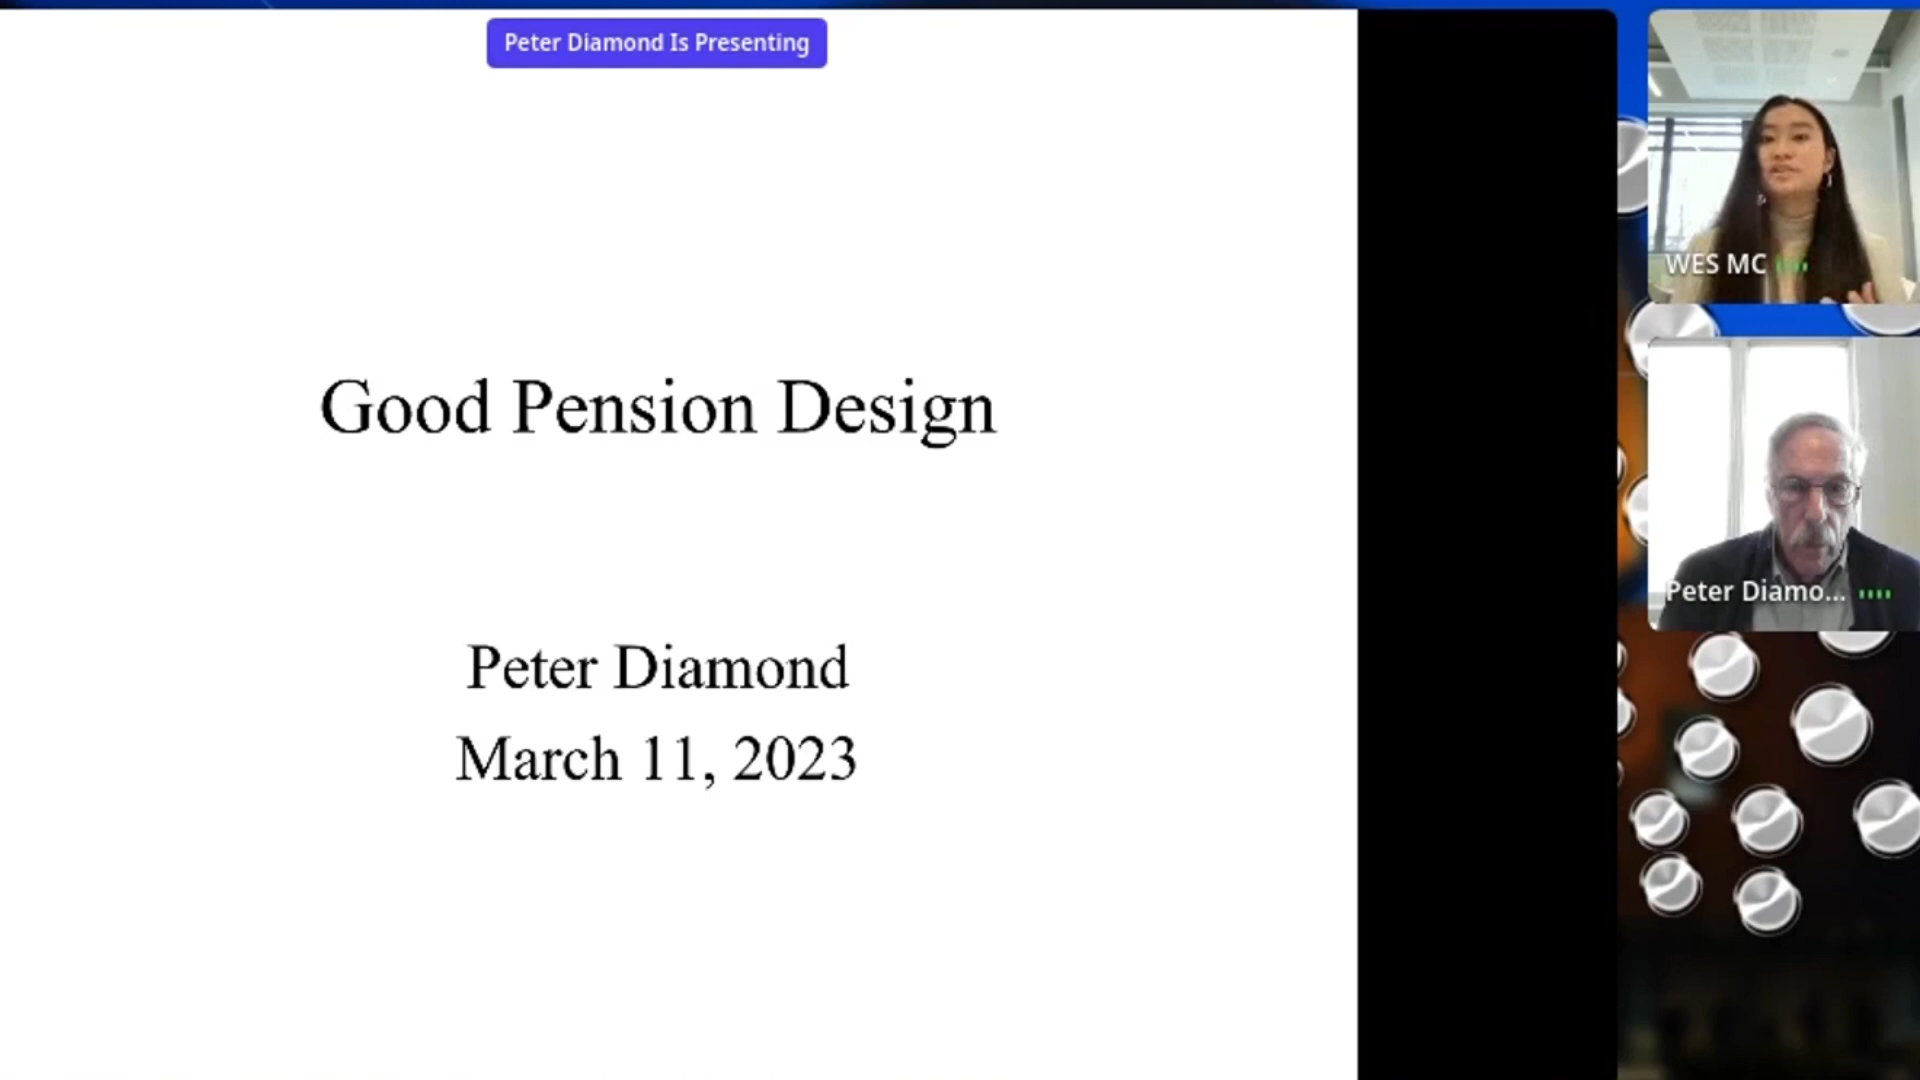 Peter Diamond Is Presenting
Good Pension Design
Peter Diamond
March 11, 2023
WES MC
Peter Diamo...